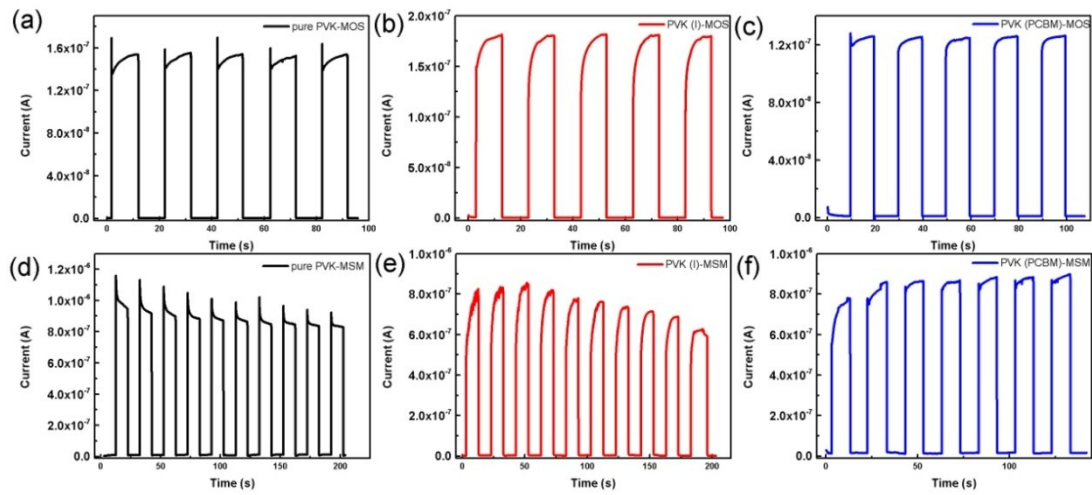 (a)
pure PVK-MOS
1.6x10⁻⁷
1.2x10⁻⁷
8.0x10⁻⁸
4.0x10⁻⁸
0.0
Current (A)
0 20 40 60 80 100
Time (s)
(b)
PVK (I)-MOS
2.0x10⁻⁷
1.5x10⁻⁷
1.0x10⁻⁷
5.0x10⁻⁸
0.0
Current (A)
0 20 40 60 80 100
Time (s)
(c)
PVK (PCBM)-MOS
1.2x10⁻⁷
8.0x10⁻⁸
4.0x10⁻⁸
0.0
Current (A)
0 20 40 60 80 100
Time (s)
(d)
pure PVK-MSM
1.2x10⁻⁶
1.0x10⁻⁶
8.0x10⁻⁷
6.0x10⁻⁷
4.0x10⁻⁷
2.0x10⁻⁷
0.0
Current (A)
0 50 100 150 200
Time (s)
(e)
PVK (I)-MSM
1.0x10⁻⁶
8.0x10⁻⁷
6.0x10⁻⁷
4.0x10⁻⁷
2.0x10⁻⁷
0.0
Current (A)
0 50 100 150 200
Time (s)
(f)
PVK (PCBM)-MSM
1.0x10⁻⁶
8.0x10⁻⁷
6.0x10⁻⁷
4.0x10⁻⁷
2.0x10⁻⁷
0.0
Current (A)
0 50 100
Time (s)